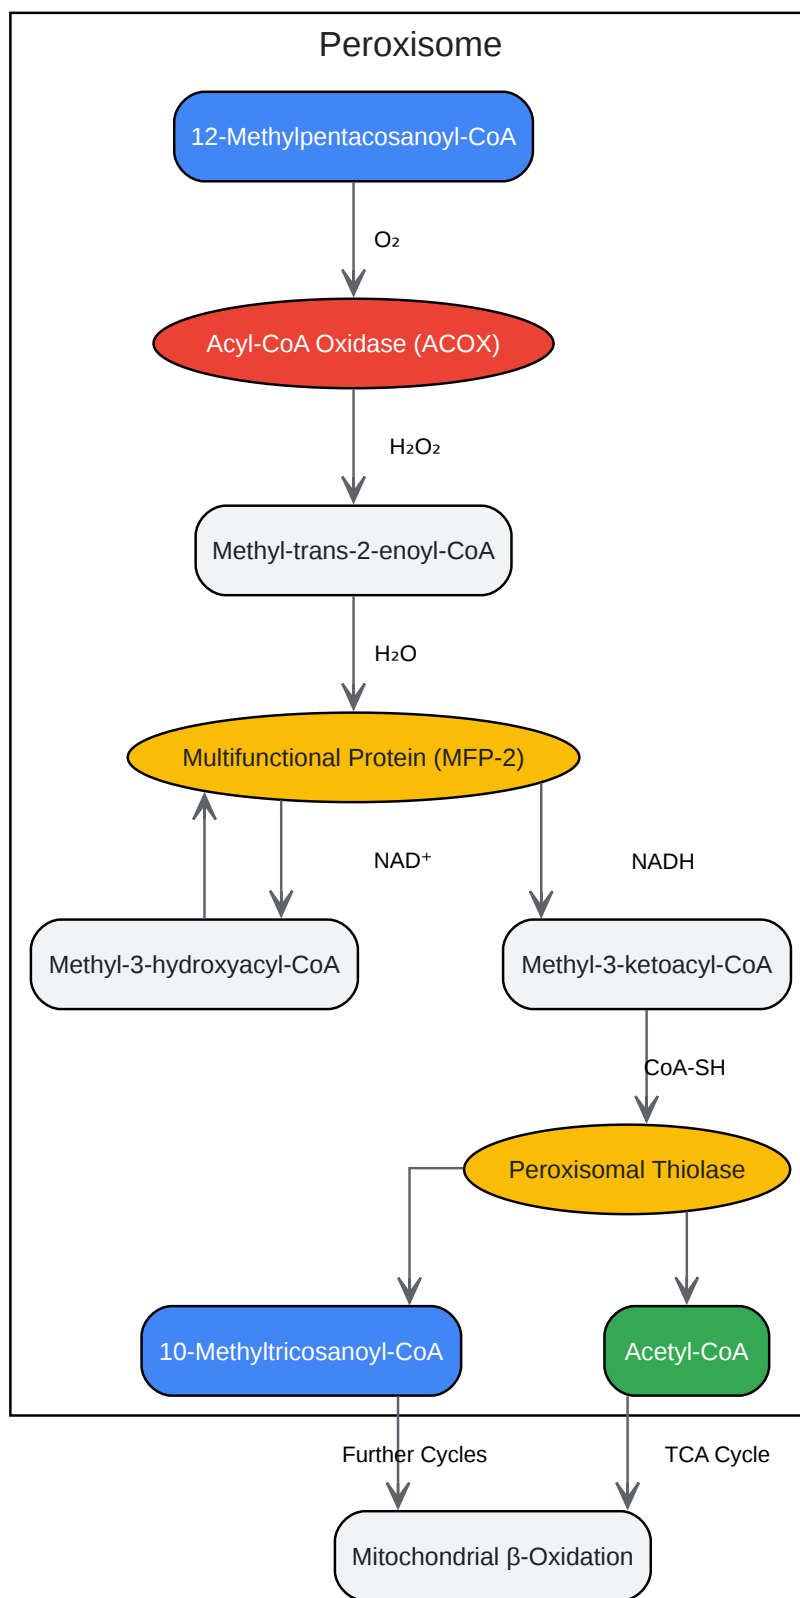 Peroxisome
12-Methylpentacosanoyl-CoA
O₂
Acyl-CoA Oxidase (ACOX)
H₂O₂
Methyl-trans-2-enoyl-CoA
H₂O
Multifunctional Protein (MFP-2)
NAD⁺
NADH
Methyl-3-hydroxyacyl-CoA
Methyl-3-ketoacyl-CoA
CoA-SH
Peroxisomal Thiolase
10-Methyltricosanoyl-CoA
Acetyl-CoA
Further Cycles
TCA Cycle
Mitochondrial β-Oxidation